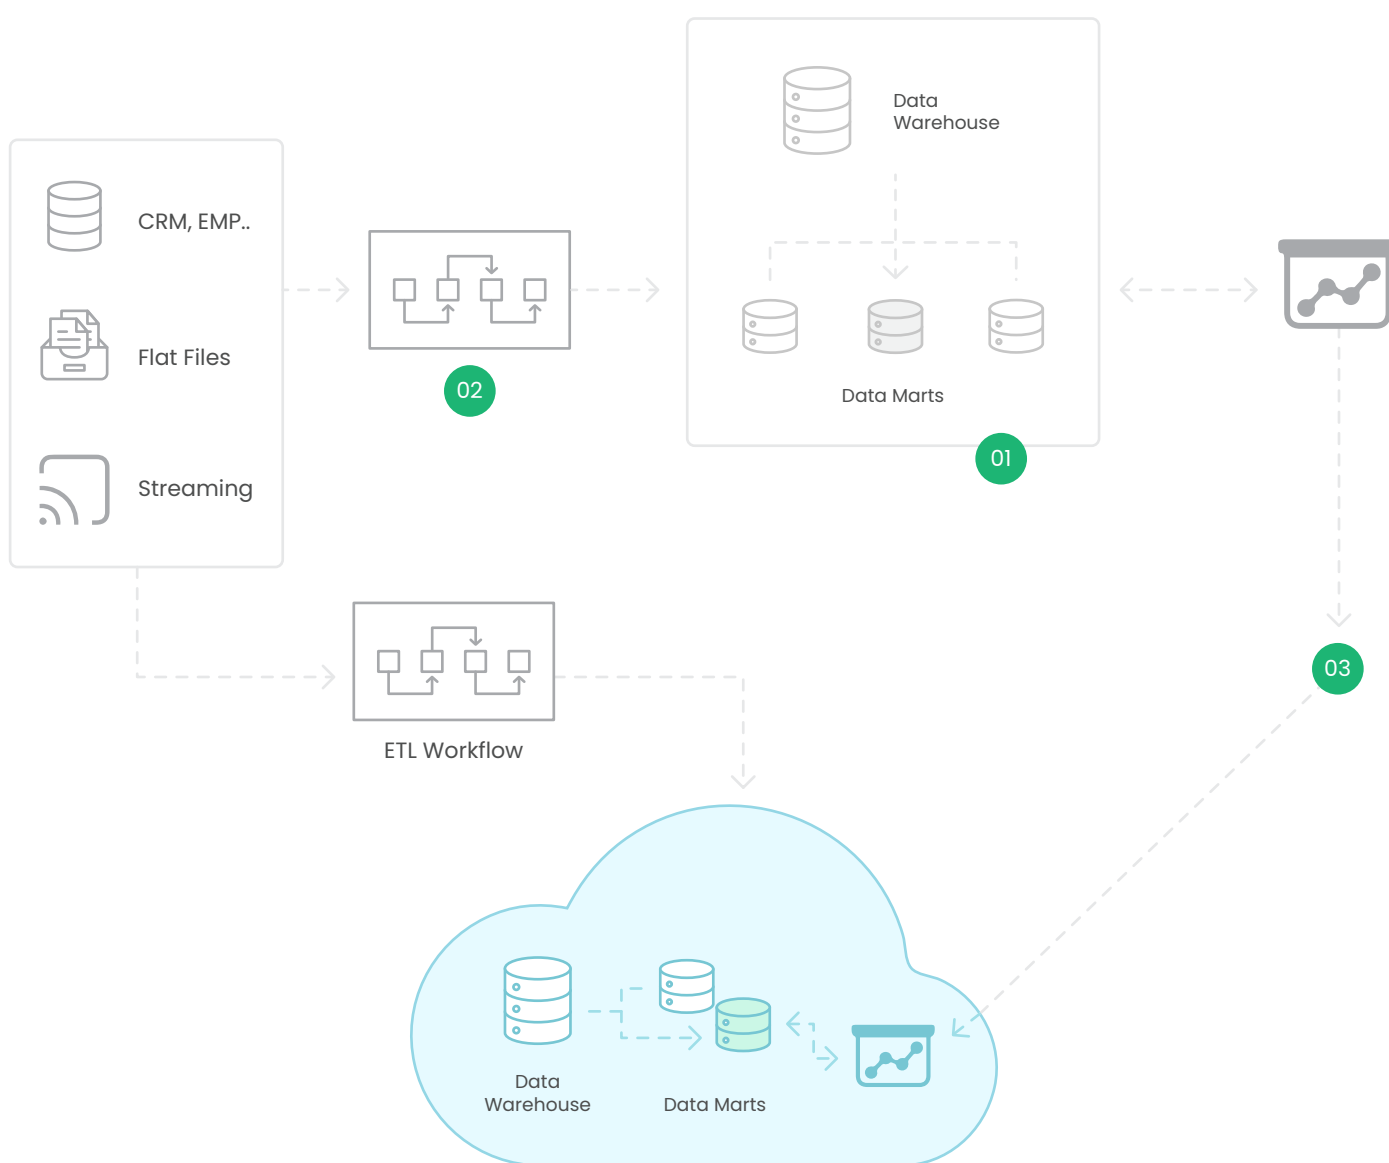 Data
Warehouse
CRM, EMP..
Flat Files
02
Data Marts
01
Streaming
03
ETL Workflow
Data
Warehouse
Data Marts